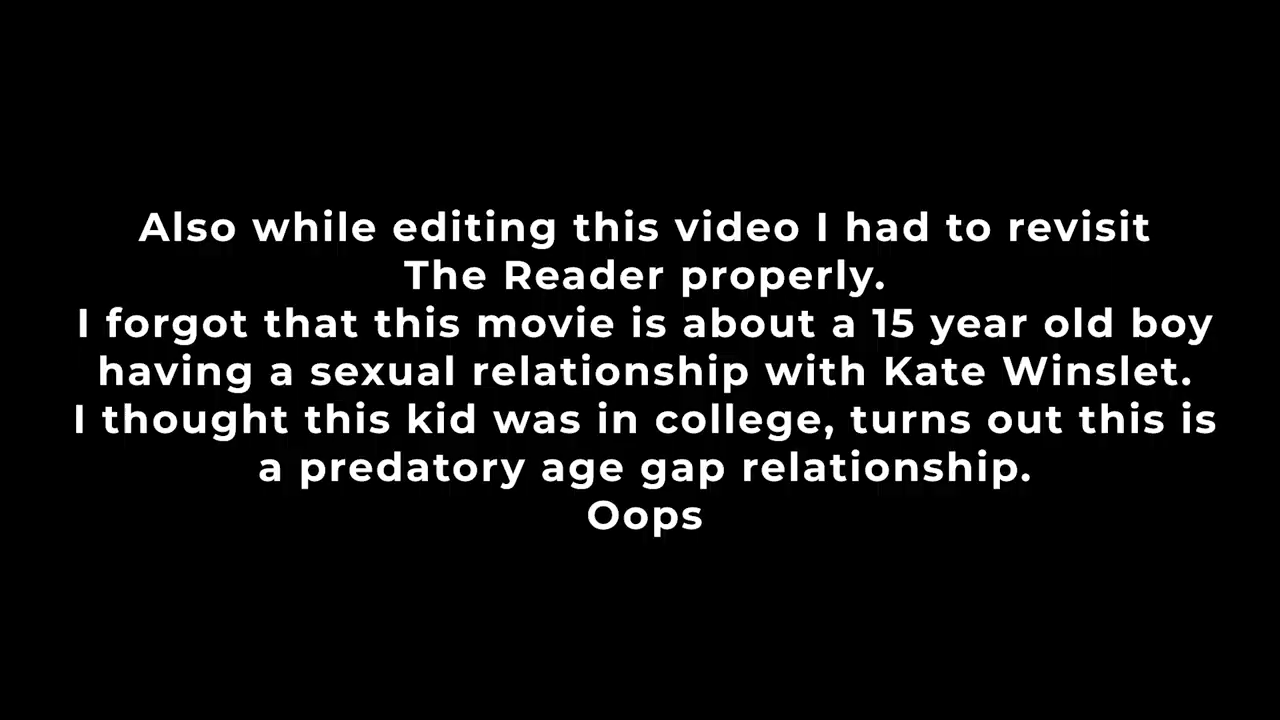 Also while editing this video I had to revisit
The Reader properly.
I forgot that this movie is about a 15 year old boy
having a sexual relationship with Kate Winslet.
I thought this kid was in college, turns out this is
a predatory age gap relationship.
Oops